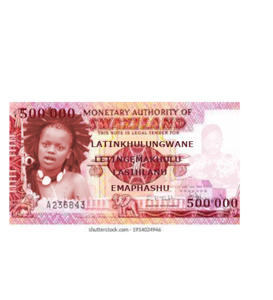 500 000 MONETARY AUTHORITY OF
SWAZILAND
THIS NOTE IS LEGAL TENDER FOR
LATINKHULUNGWANE
LETINGEMAKHULU
LASIHLANU
EMAPHASHU
A236843
500 000
shutterstock.com · 1954024946